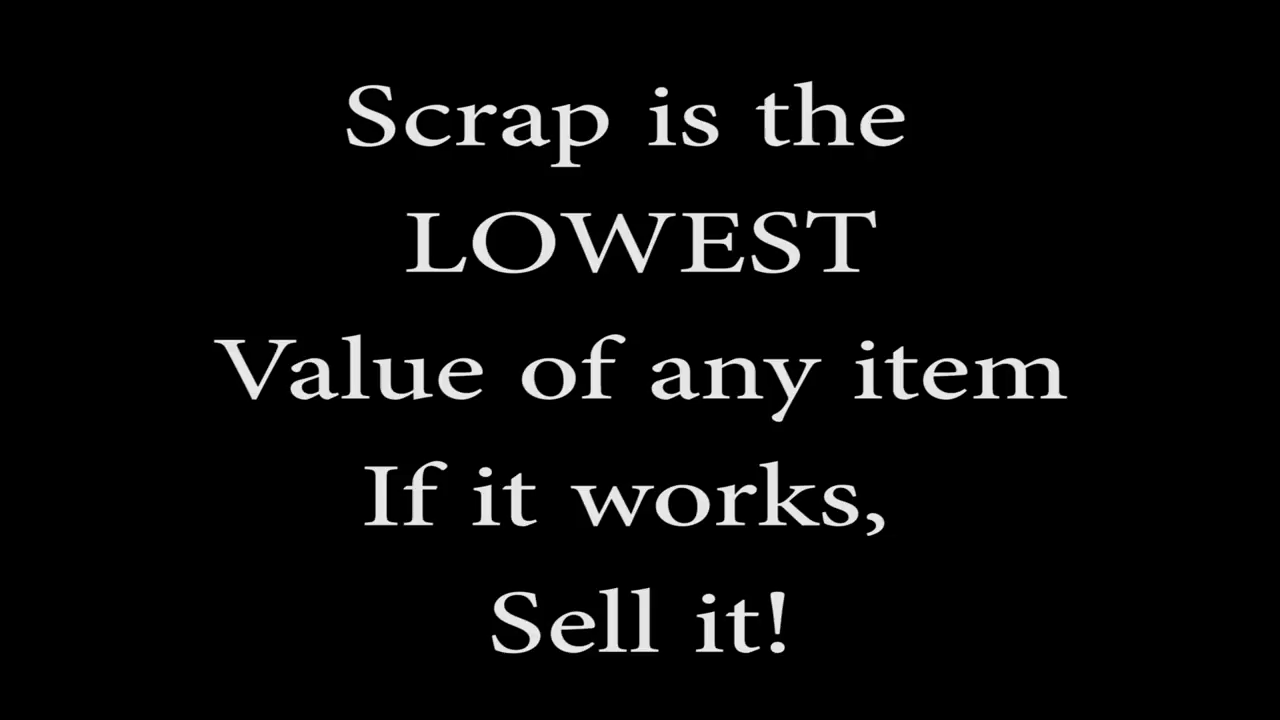 Scrap is the
LOWEST
Value of any item
If it works,
Sell it!